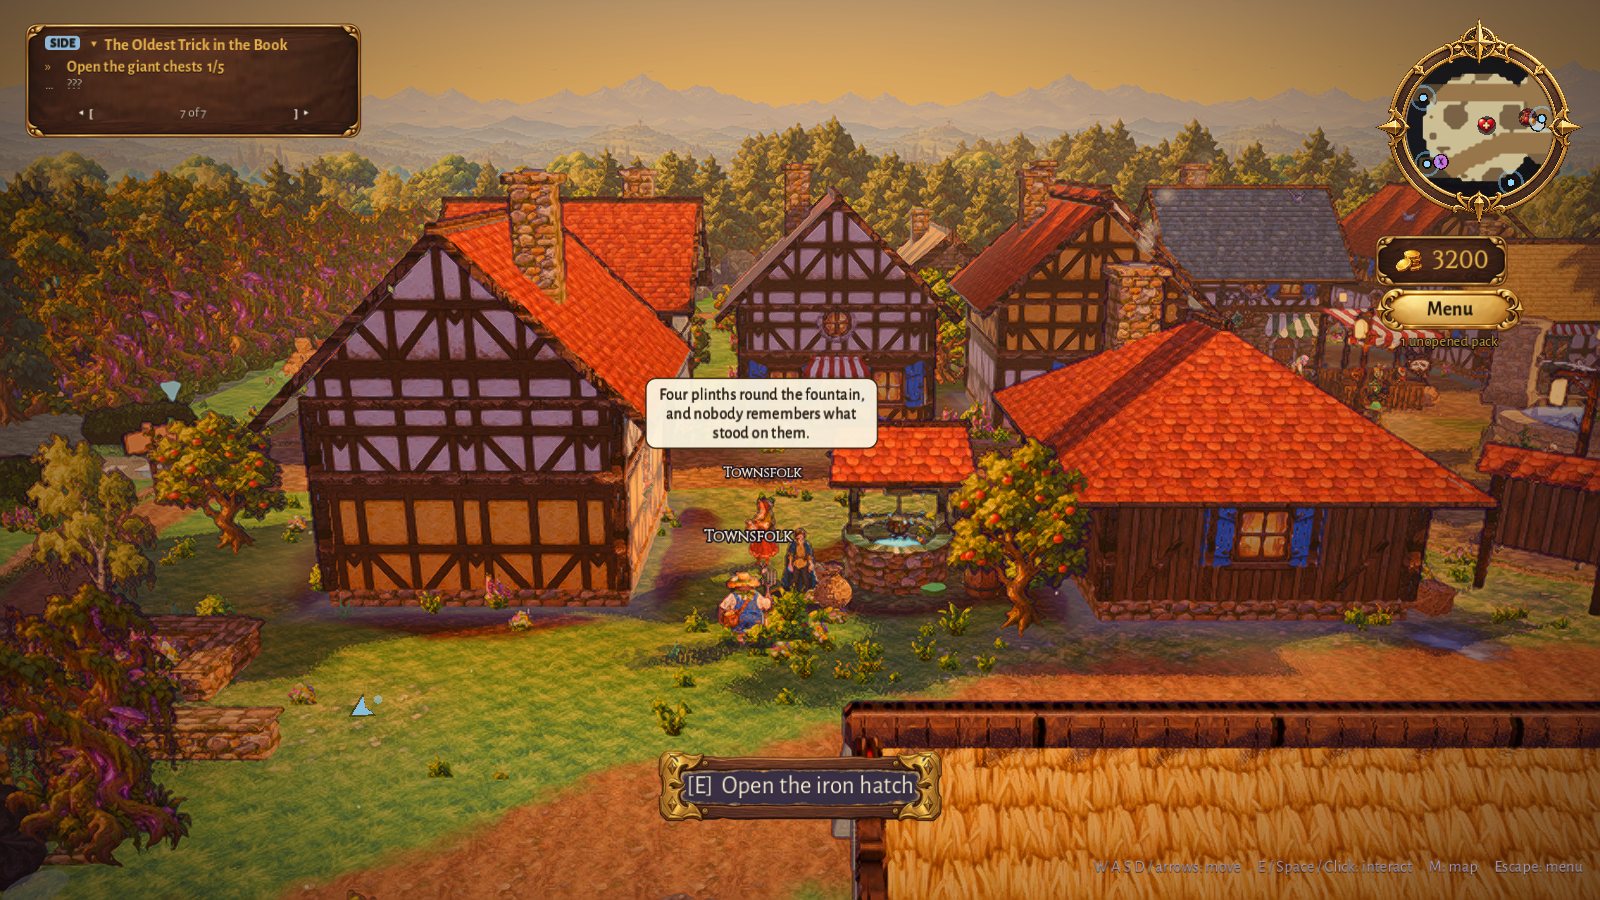 SIDE ▾ The Oldest Trick in the Book
» Open the giant chests 1/5
... ???
[ 7 of 7 ]
3200
Menu
1 unopened pack
Four plinths round the fountain,
and nobody remembers what
stood on them.
Townsfolk
Townsfolk
[E] Open the iron hatch
W A S D / arrows: move E / Space / Click: interact M: map Escape: menu